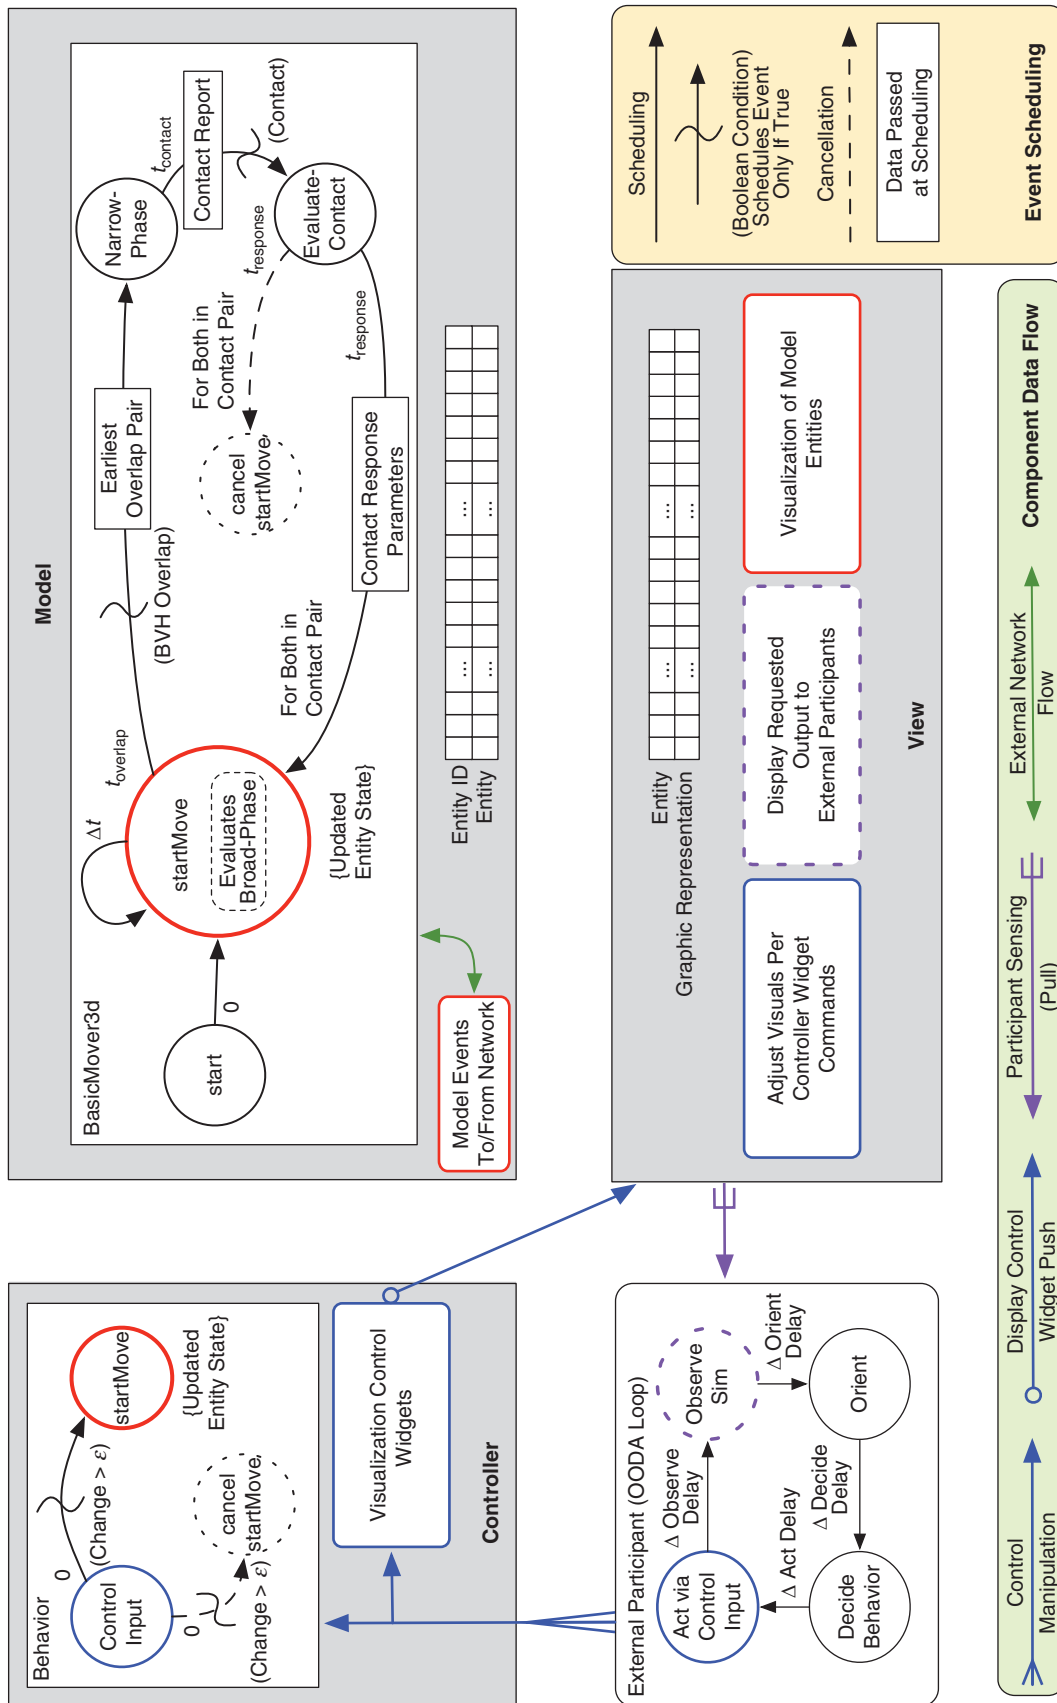 Behavior
Control
Input
0
(Change > ε)
startMove
{Updated
Entity State}
0
(Change > ε)
cancel
startMove
Visualization Control
Widgets
Controller
Model
BasicMover3d
start
0
Δt
startMove
Evaluates
Broad-Phase
{Updated
Entity State}
t overlap
(BVH Overlap)
Earliest
Overlap Pair
Narrow-
Phase
t contact
Contact Report
(Contact)
Evaluate-
Contact
t response
For Both in
Contact Pair
cancel
startMove
t response
Contact Response
Parameters
For Both in
Contact Pair
Entity ID
Entity
... ...
... ...
Model Events
To/From Network
External Participant (OODA Loop)
Act via
Control
Input
Δ Observe
Delay
Observe
Sim
Δ Orient
Delay
Orient
Δ Decide
Delay
Decide
Behavior
Δ Act Delay
Entity
Graphic Representation
... ...
... ...
Adjust Visuals Per
Controller Widget
Commands
Display Requested
Output to
External Participants
Visualization of Model
Entities
View
Scheduling
(Boolean Condition)
Schedules Event
Only If True
Cancellation
Data Passed
at Scheduling
Event Scheduling
Control
Manipulation
Display Control
Widget Push
Participant Sensing
(Pull)
External Network
Flow
Component Data Flow